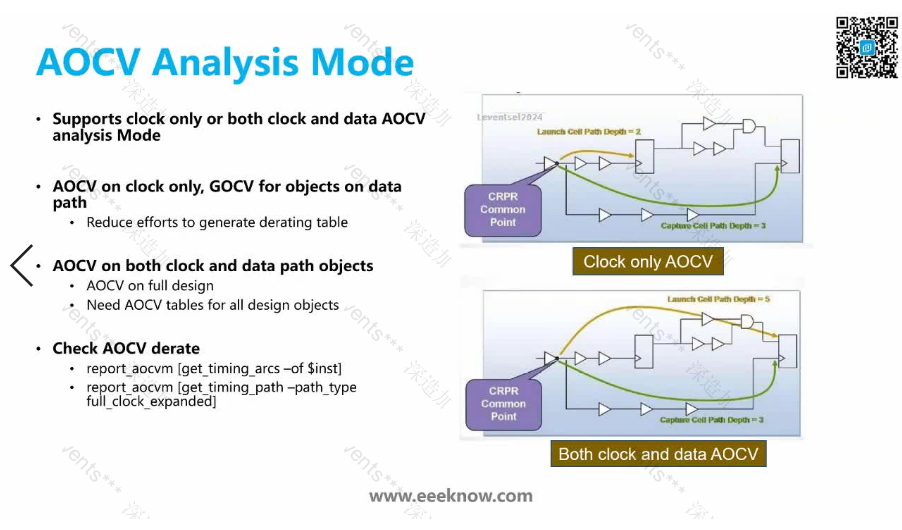 AOCV Analysis Mode
• Supports clock only or both clock and data AOCV
analysis Mode
• AOCV on clock only, GOCV for objects on data
path
• Reduce efforts to generate derating table
• AOCV on both clock and data path objects
• AOCV on full design
• Need AOCV tables for all design objects
• Check AOCV derate
• report_aocvm [get_timing_arcs –of $inst]
• report_aocvm [get_timing_path –path_type
full_clock_expanded]
Leventsel2024
Launch Cell Path Depth = 2
CRPR
Common
Point
Capture Cell Path Depth = 3
Clock only AOCV
Launch Cell Path Depth = 5
CRPR
Common
Point
Capture Cell Path Depth = 3
Both clock and data AOCV
www.eeeknow.com